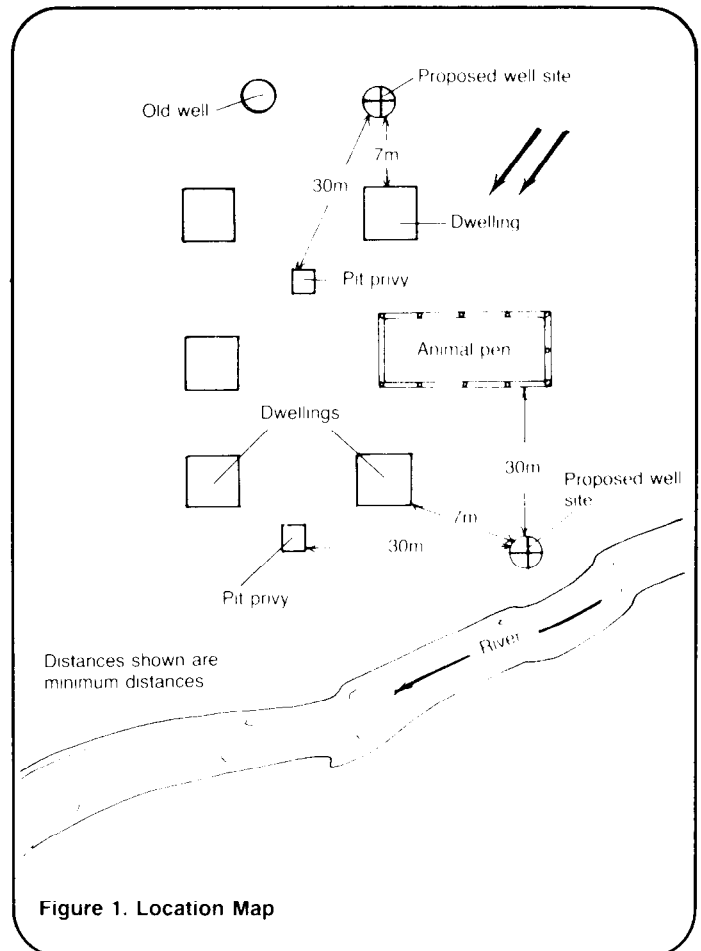 Proposed well site
Old well
7m
30m
Dwelling
Pit privy
Animal pen
Dwellings
30m
Proposed well
site
7m
30m
Pit privy
River
Distances shown are
minimum distances
Figure 1. Location Map